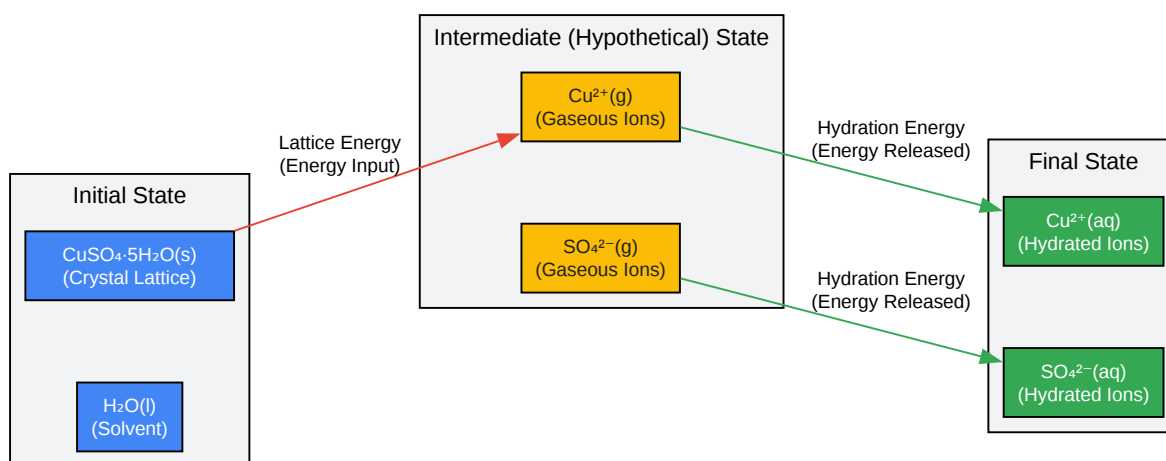 Initial State
CuSO₄·5H₂O(s)
(Crystal Lattice)
H₂O(l)
(Solvent)
Lattice Energy
(Energy Input)
Intermediate (Hypothetical) State
Cu²⁺(g)
(Gaseous Ions)
SO₄²⁻(g)
(Gaseous Ions)
Hydration Energy
(Energy Released)
Hydration Energy
(Energy Released)
Final State
Cu²⁺(aq)
(Hydrated Ions)
SO₄²⁻(aq)
(Hydrated Ions)